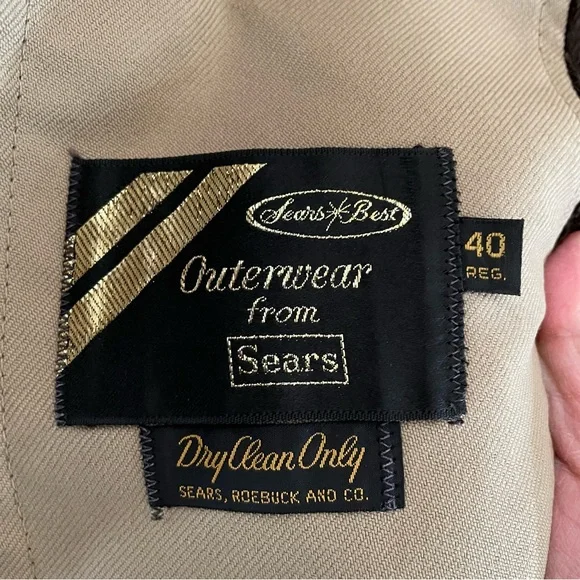 Sears Best
Outerwear
from
Sears
40
REG.
Dry Clean Only
SEARS, ROEBUCK AND CO.